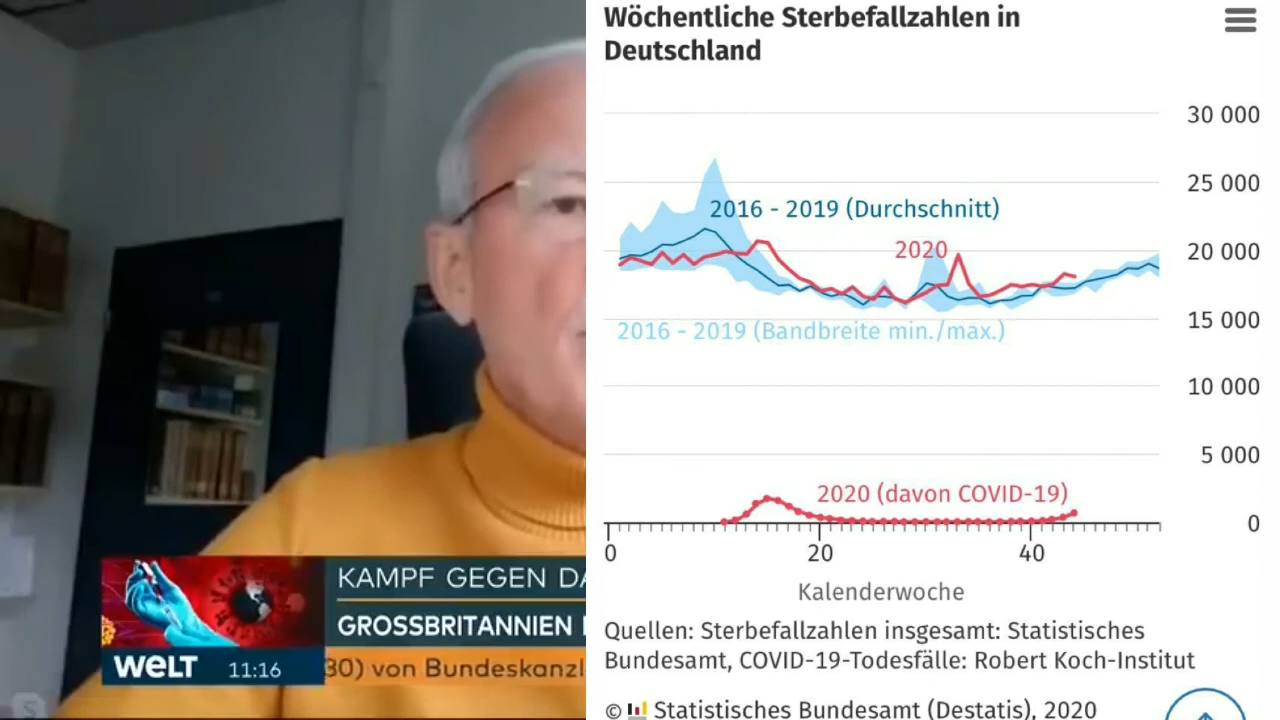 KAMPF GEGEN DA
GROSSBRITANNIEN
WELT 11:16
30) von Bundeskanzl
Wöchentliche Sterbefallzahlen in
Deutschland
30 000
25 000
2016 - 2019 (Durchschnitt)
2020
20 000
15 000
2016 - 2019 (Bandbreite min./max.)
10 000
5 000
2020 (davon COVID-19)
0
0 20 40
Kalenderwoche
Quellen: Sterbefallzahlen insgesamt: Statistisches
Bundesamt, COVID-19-Todesfälle: Robert Koch-Institut
© Statistisches Bundesamt (Destatis), 2020